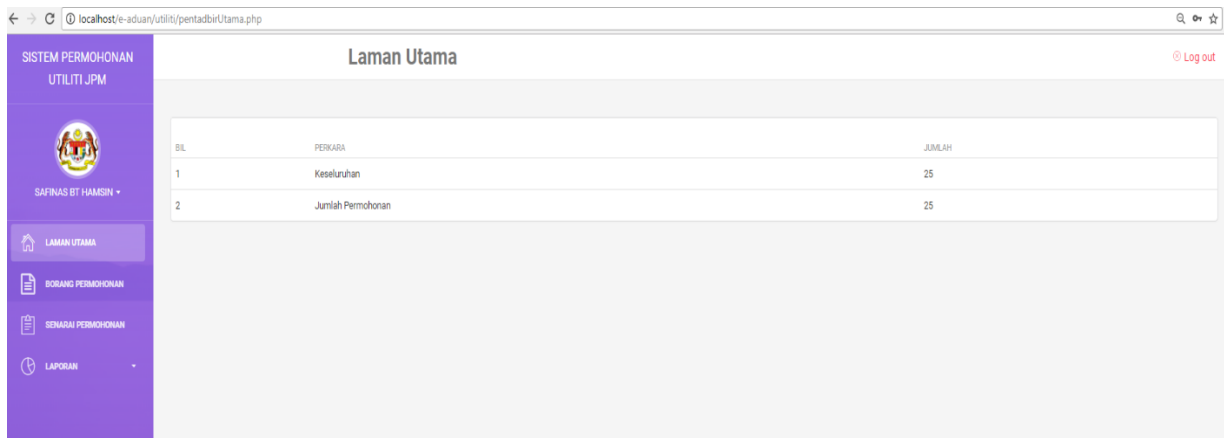 localhost/e-aduan/utiliti/pentadbirUtama.php
SISTEM PERMOHONAN
UTILITI JPM
Laman Utama
Log out
SAFINAS BT HAMSIN
LAMAN UTAMA
BORANG PERMOHONAN
SENARAI PERMOHONAN
LAPORAN
BIL PERKARA JUMLAH
1 Keseluruhan 25
2 Jumlah Permohonan 25